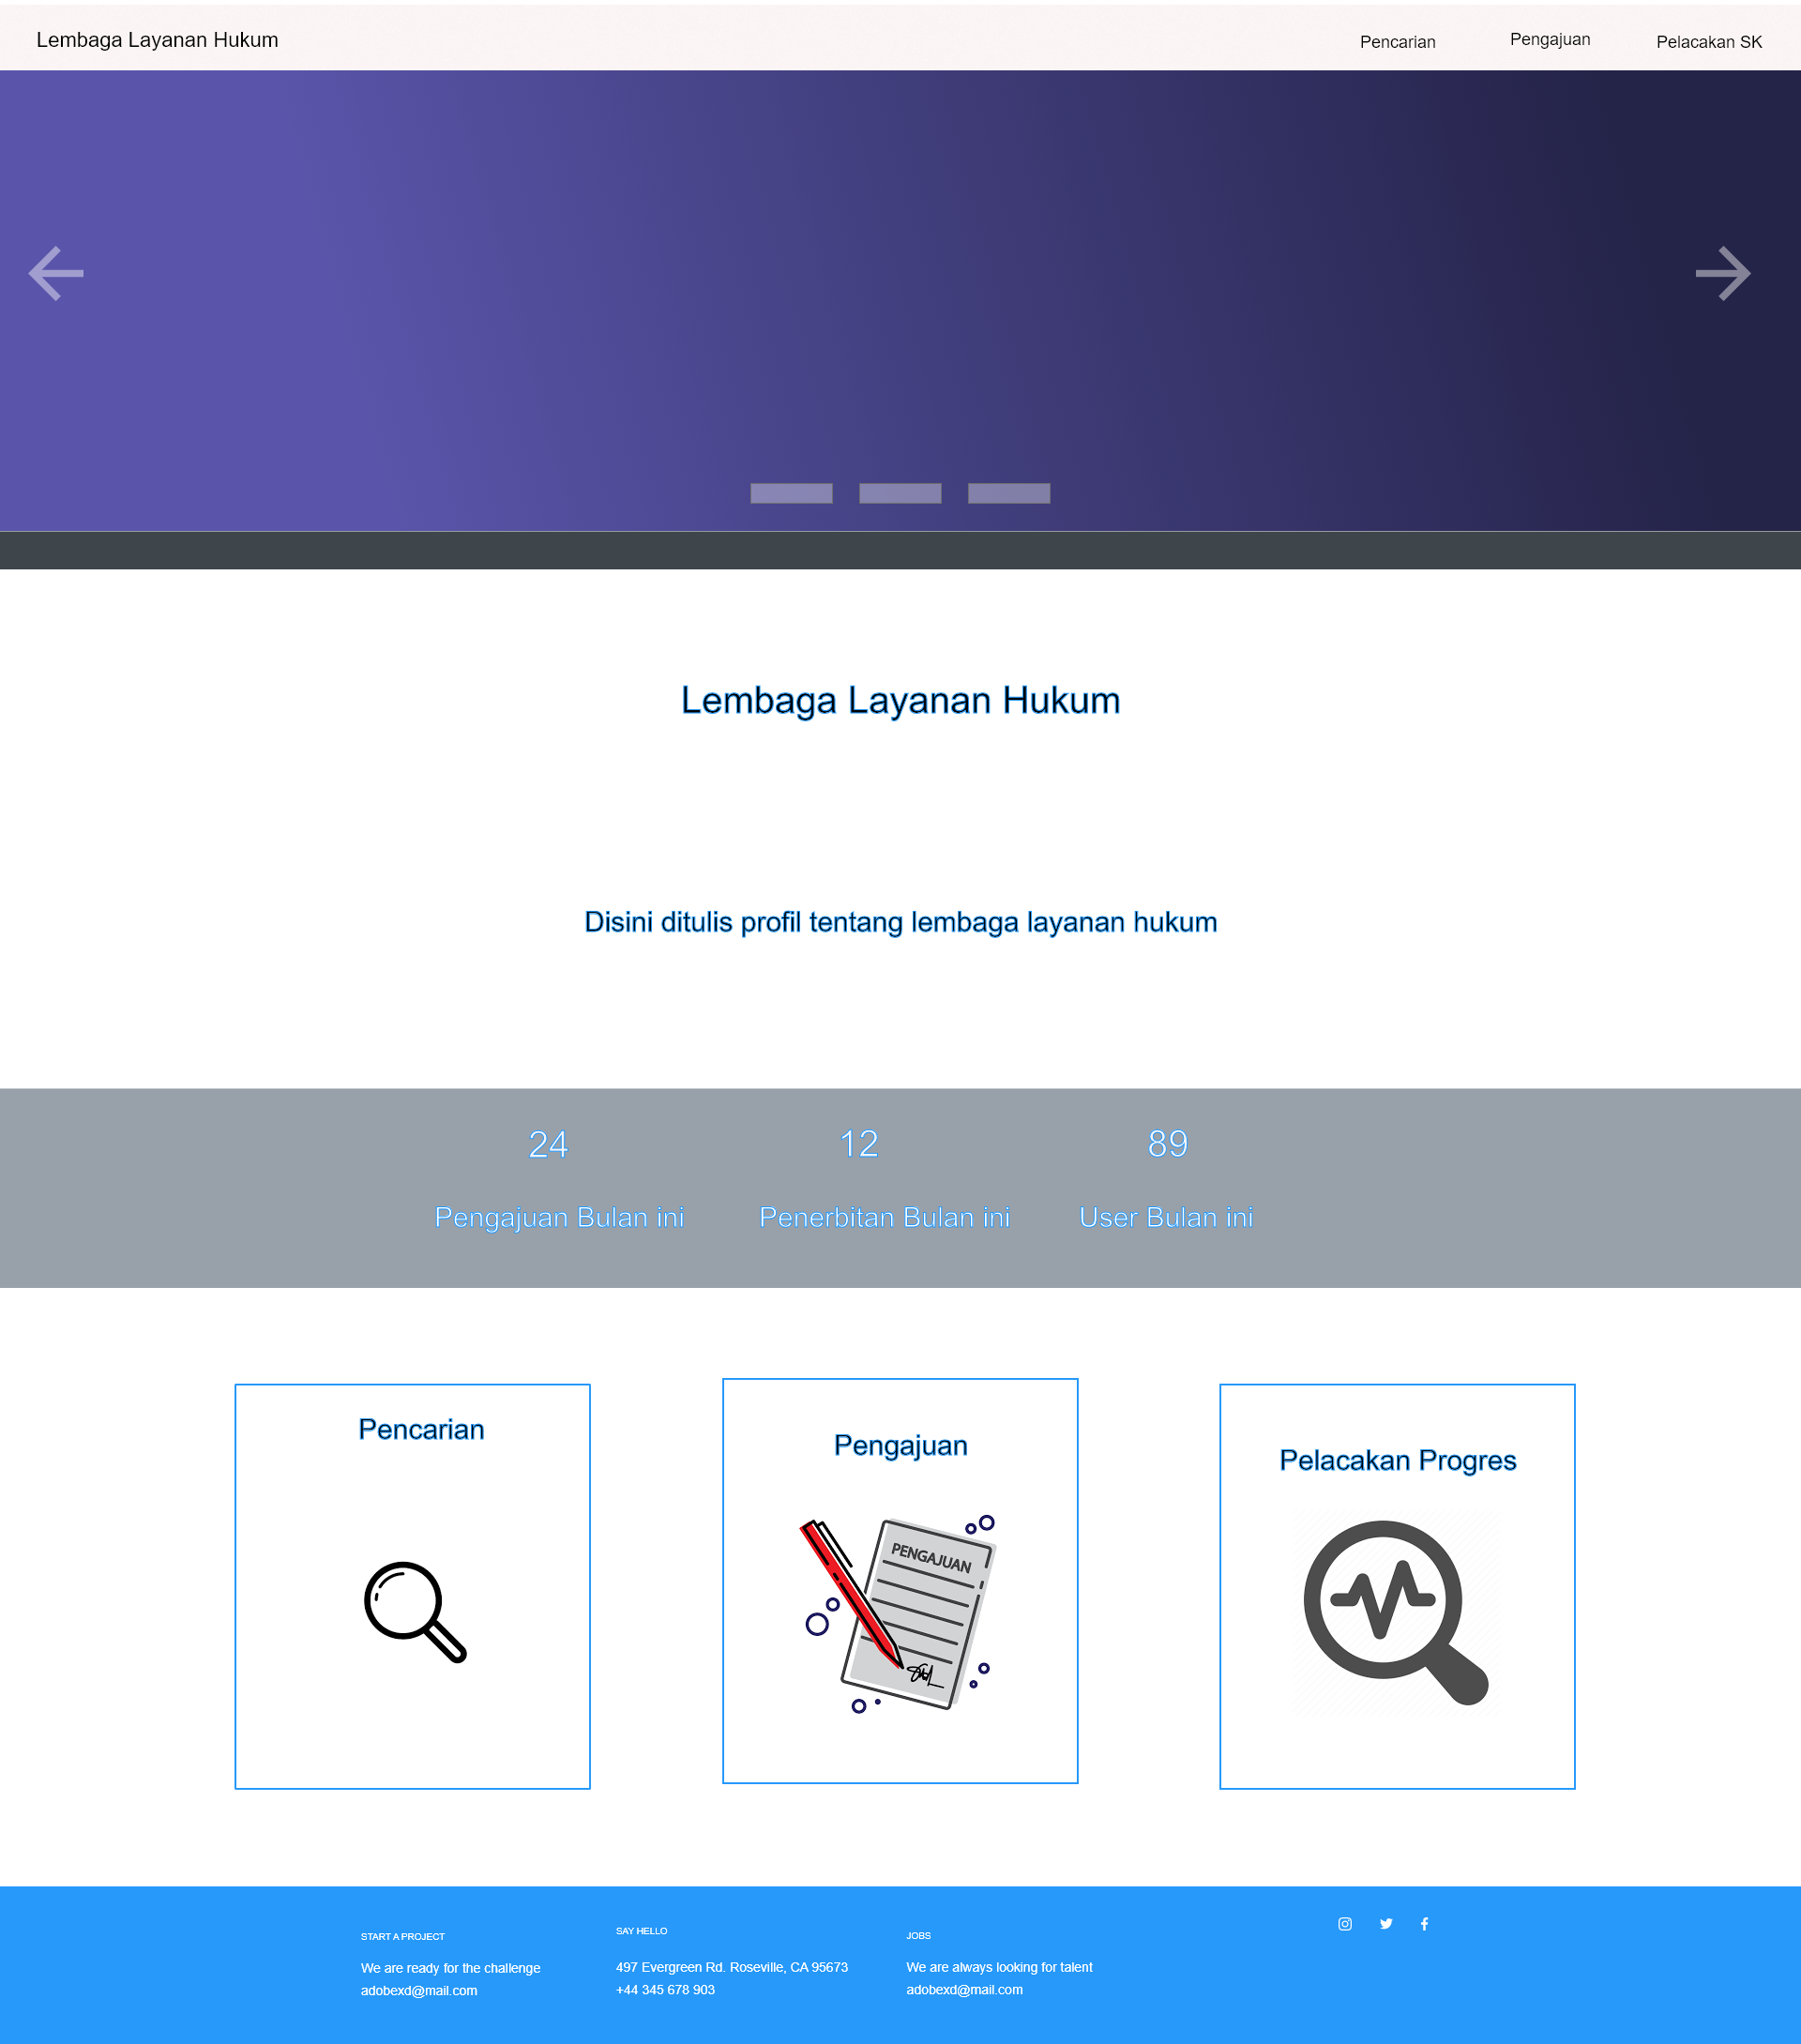 Lembaga Layanan Hukum
Pencarian
Pengajuan
Pelacakan SK
Lembaga Layanan Hukum
Disini ditulis profil tentang lembaga layanan hukum
24
12
89
Pengajuan Bulan ini
Penerbitan Bulan ini
User Bulan ini
Pencarian
Pengajuan
PENGAJUAN
Pelacakan Progres
START A PROJECT
We are ready for the challenge
adobexd@mail.com
SAY HELLO
497 Evergreen Rd. Roseville, CA 95673
+44 345 678 903
JOBS
We are always looking for talent
adobexd@mail.com